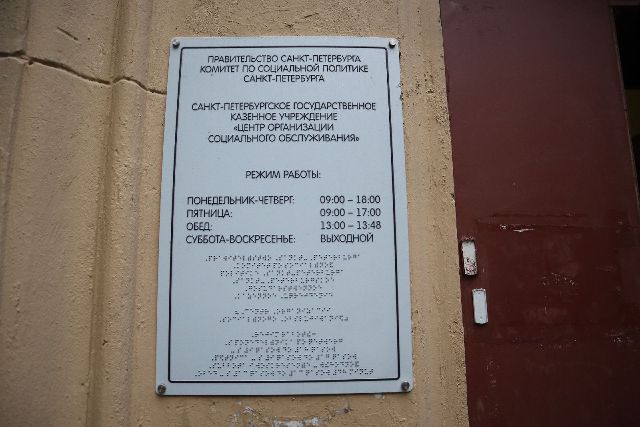 ПРАВИТЕЛЬСТВО САНКТ-ПЕТЕРБУРГА
КОМИТЕТ ПО СОЦИАЛЬНОЙ ПОЛИТИКЕ
САНКТ-ПЕТЕРБУРГА
САНКТ-ПЕТЕРБУРГСКОЕ ГОСУДАРСТВЕННОЕ
КАЗЕННОЕ УЧРЕЖДЕНИЕ
«ЦЕНТР ОРГАНИЗАЦИИ
СОЦИАЛЬНОГО ОБСЛУЖИВАНИЯ»
РЕЖИМ РАБОТЫ:
ПОНЕДЕЛЬНИК-ЧЕТВЕРГ: 09:00 – 18:00
ПЯТНИЦА: 09:00 – 17:00
ОБЕД: 13:00 – 13:48
СУББОТА-ВОСКРЕСЕНЬЕ: ВЫХОДНОЙ